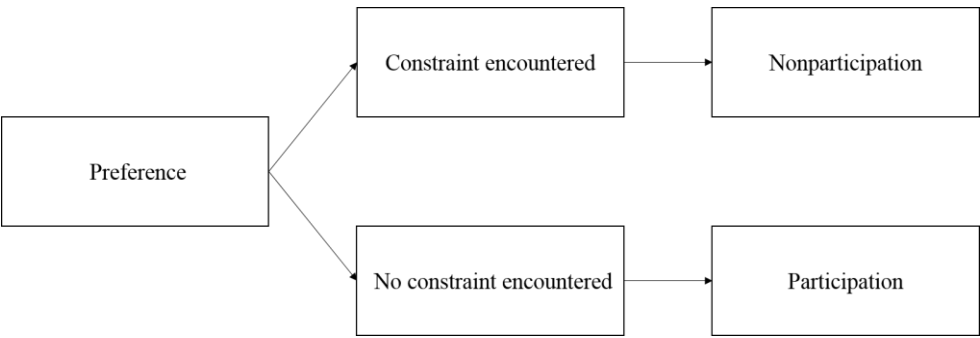 Constraint encountered
Nonparticipation
Preference
No constraint encountered
Participation